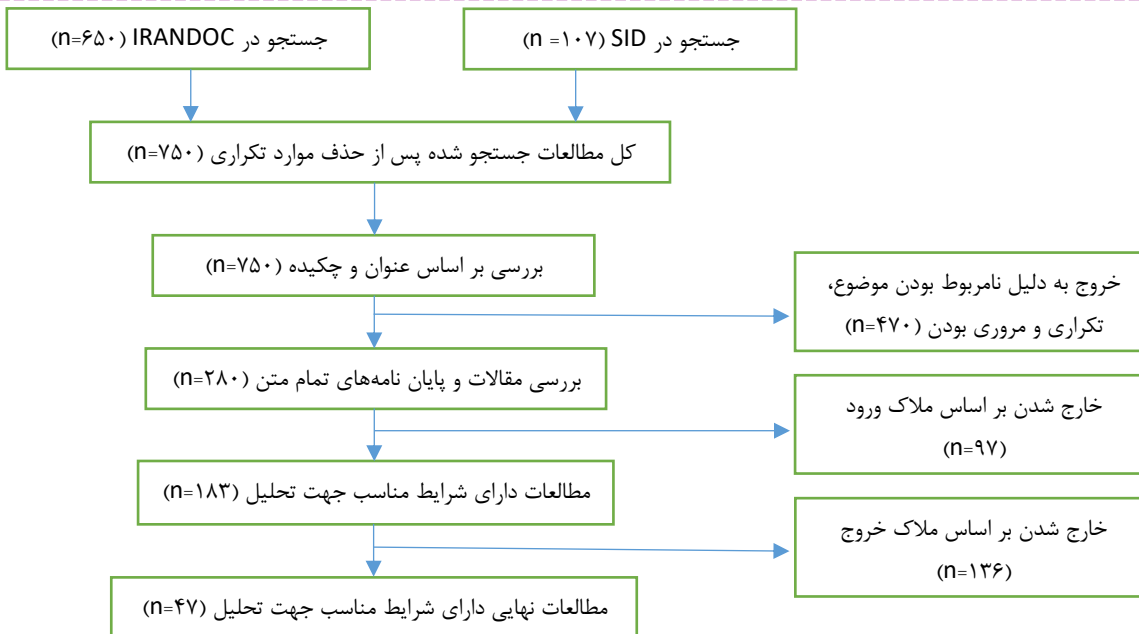 جستجو در SID (n =۱۰۷)
جستجو در IRANDOC (n=۶۵۰)
کل مطالعات جستجو شده پس از حذف موارد تکراری (n=۷۵۰)
بررسی بر اساس عنوان و چکیده (n=۷۵۰)
خروج به دلیل نامربوط بودن موضوع،
تکراری و مروری بودن (n=۴۷۰)
بررسی مقالات و پایان نامه‌های تمام متن (n=۲۸۰)
خارج شدن بر اساس ملاک ورود
(n=۹۷)
مطالعات دارای شرایط مناسب جهت تحلیل (n=۱۸۳)
خارج شدن بر اساس ملاک خروج
(n=۱۳۶)
مطالعات نهایی دارای شرایط مناسب جهت تحلیل (n=۴۷)